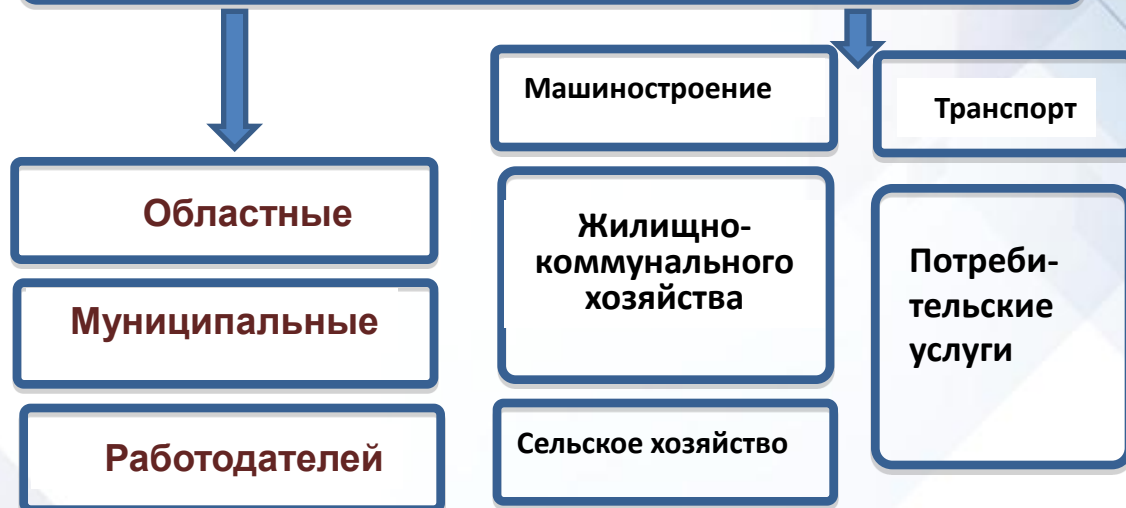 Областные
Муниципальные
Работодателей
Машиностроение
Жилищно-
коммунального
хозяйства
Сельское хозяйство
Транспорт
Потреби-
тельские
услуги